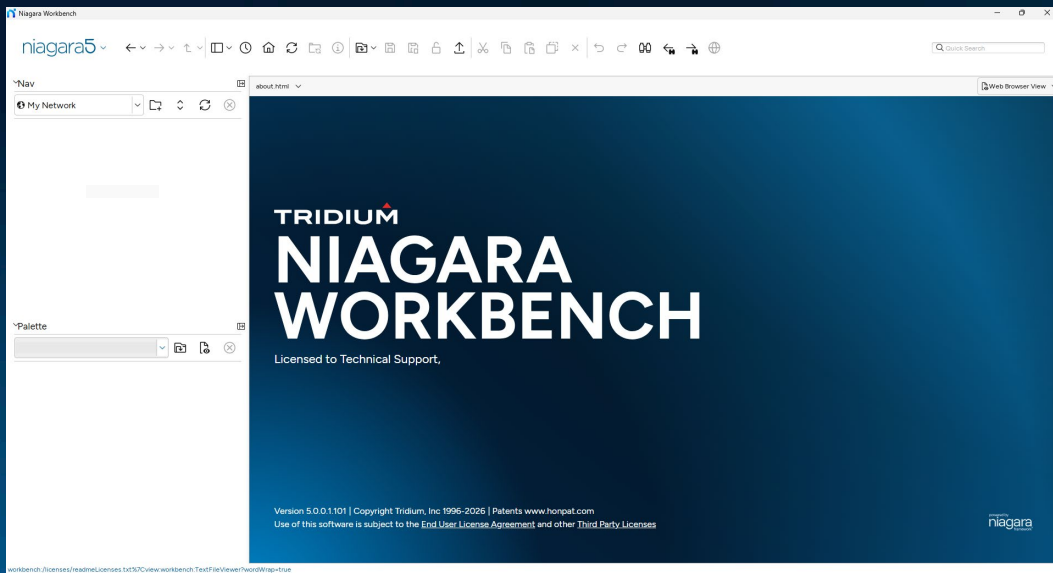 Niagara Workbench
niagara5
Quick Search
Nav
My Network
about.html
Web Browser View
TRIDIUM
NIAGARA
WORKBENCH
Licensed to Technical Support,
Palette
Version 5.0.0.1.101 | Copyright Tridium, Inc 1996-2026 | Patents www.honpat.com
Use of this software is subject to the End User License Agreement and other Third Party Licenses
powered by
niagara
framework
workbench:/licenses/readmeLicenses.txt%7Cview:workbench:TextFileViewer?wordWrap=true